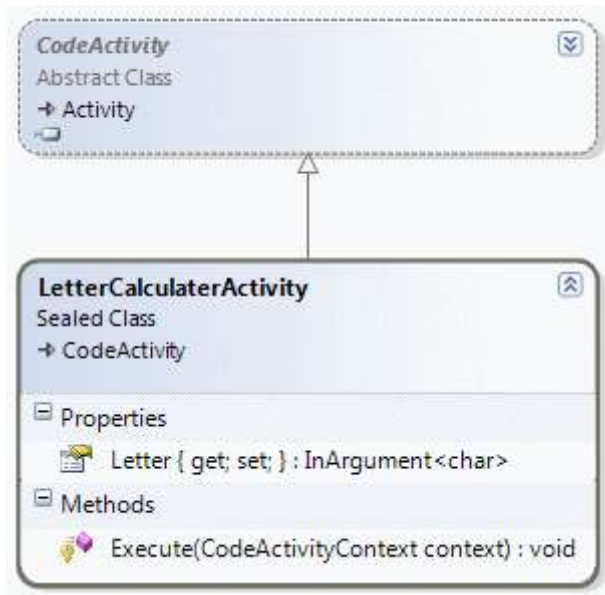 CodeActivity
Abstract Class
Activity
LetterCalculaterActivity
Sealed Class
CodeActivity
Properties
Letter { get; set; } : InArgument<char>
Methods
Execute(CodeActivityContext context) : void